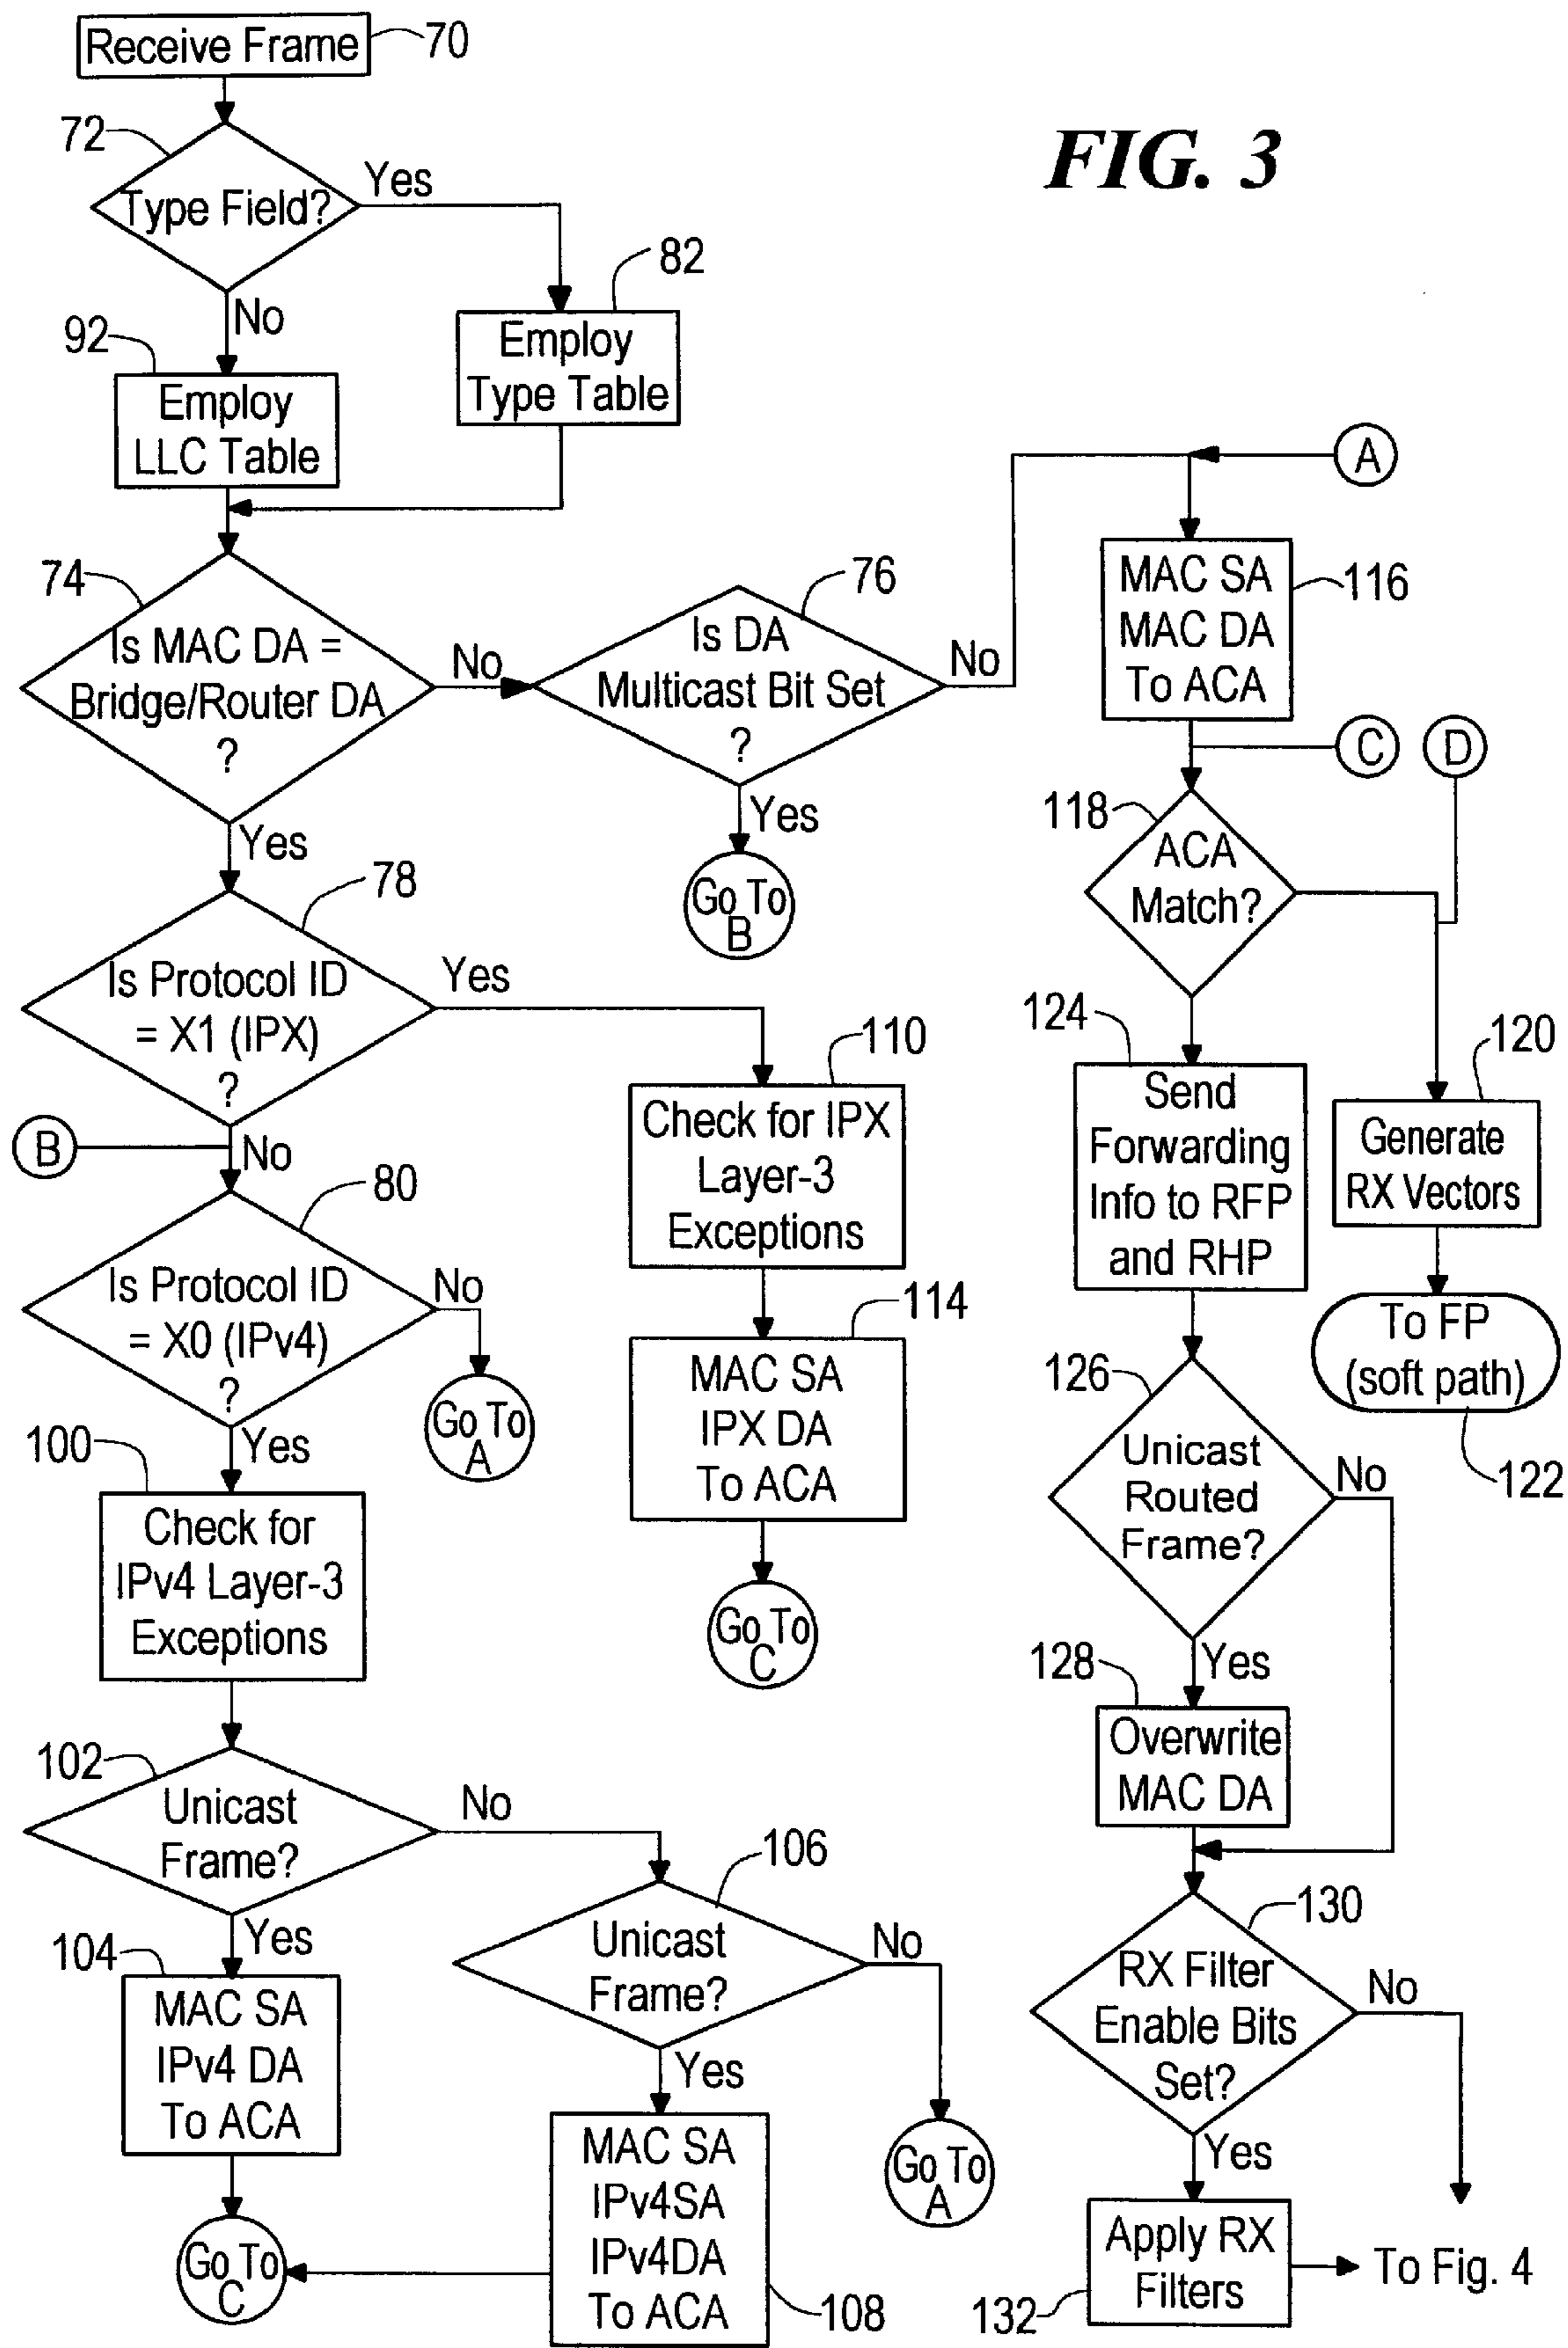 FIG. 3
Receive Frame
70
72
Type Field?
Yes
No
82
Employ
Type Table
92
Employ
LLC Table
74
Is MAC DA =
Bridge/Router DA
?
No
Yes
76
Is DA
Multicast Bit Set
?
No
Yes
Go To
B
78
Is Protocol ID
= X1 (IPX)
?
Yes
No
B
110
Check for IPX
Layer-3
Exceptions
114
MAC SA
IPX DA
To ACA
Go To
C
80
Is Protocol ID
= X0 (IPv4)
?
No
Go To
A
Yes
100
Check for
IPv4 Layer-3
Exceptions
102
Unicast
Frame?
No
Yes
104
MAC SA
IPv4 DA
To ACA
Go To
C
106
Unicast
Frame?
No
Go To
A
Yes
MAC SA
IPv4SA
IPv4DA
To ACA
108
A
MAC SA
MAC DA
To ACA
116
C
D
118
ACA
Match?
120
Generate
RX Vectors
To FP
(soft path)
122
124
Send
Forwarding
Info to RFP
and RHP
126
Unicast
Routed
Frame?
No
Yes
128
Overwrite
MAC DA
130
RX Filter
Enable Bits
Set?
No
Yes
Apply RX
Filters
132
To Fig. 4